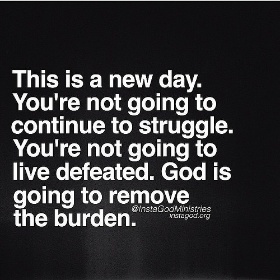 This is a new day.
You're not going to
continue to struggle.
You're not going to
live defeated. God is
going to remove
the burden.
@InstaGodMinistries
instagod.org